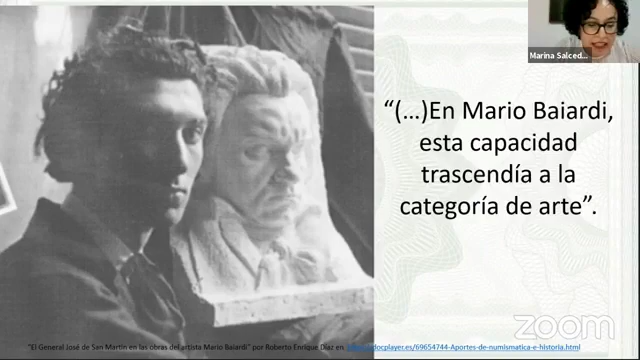 Marina Salced...
“(...)En Mario Baiardi,
esta capacidad
trascendía a la
categoría de arte”.
zoom
"El General José de San Martín en las obras del artista Mario Baiardi" por Roberto Enrique Díaz en docplayer.es/69654744-Aportes-de-numismatica-e-historia.html